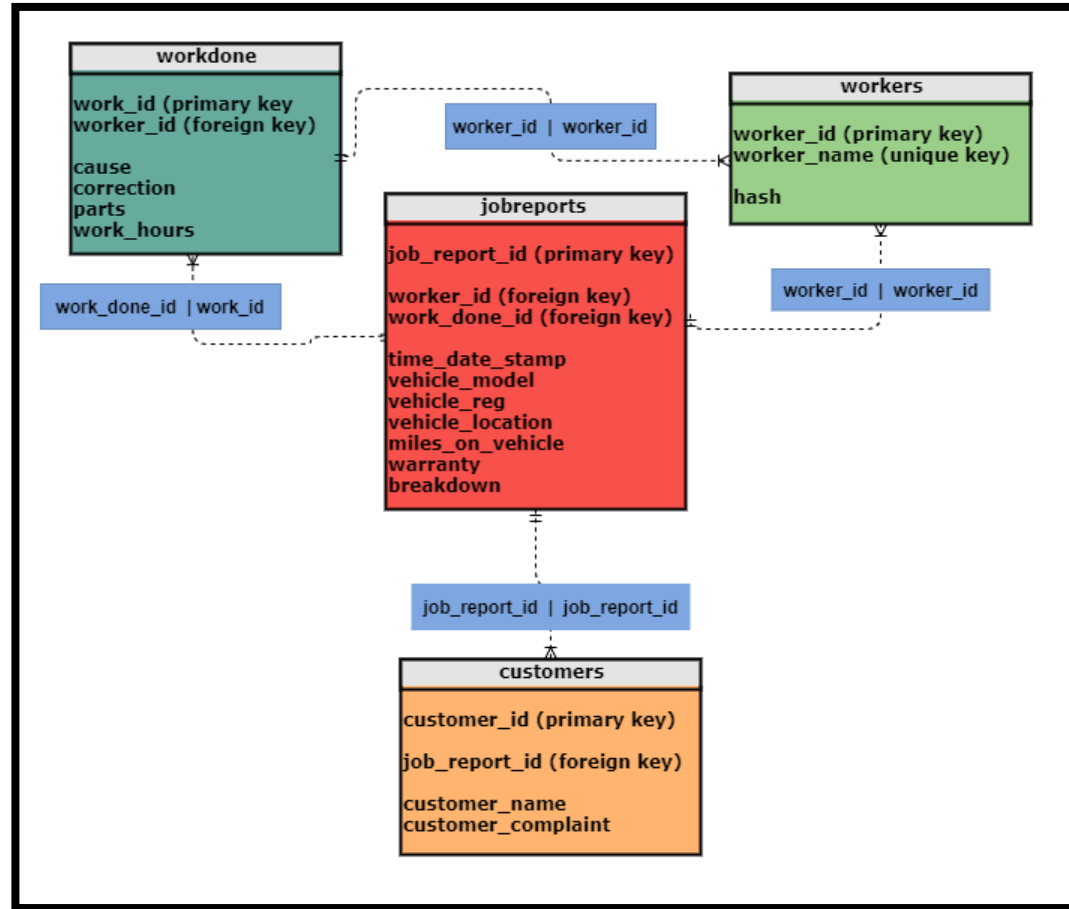 workdone
work_id (primary key
worker_id (foreign key)
cause
correction
parts
work_hours
worker_id | worker_id
workers
worker_id (primary key)
worker_name (unique key)
hash
jobreports
job_report_id (primary key)
worker_id (foreign key)
work_done_id (foreign key)
time_date_stamp
vehicle_model
vehicle_reg
vehicle_location
miles_on_vehicle
warranty
breakdown
work_done_id | work_id
worker_id | worker_id
job_report_id | job_report_id
customers
customer_id (primary key)
job_report_id (foreign key)
customer_name
customer_complaint